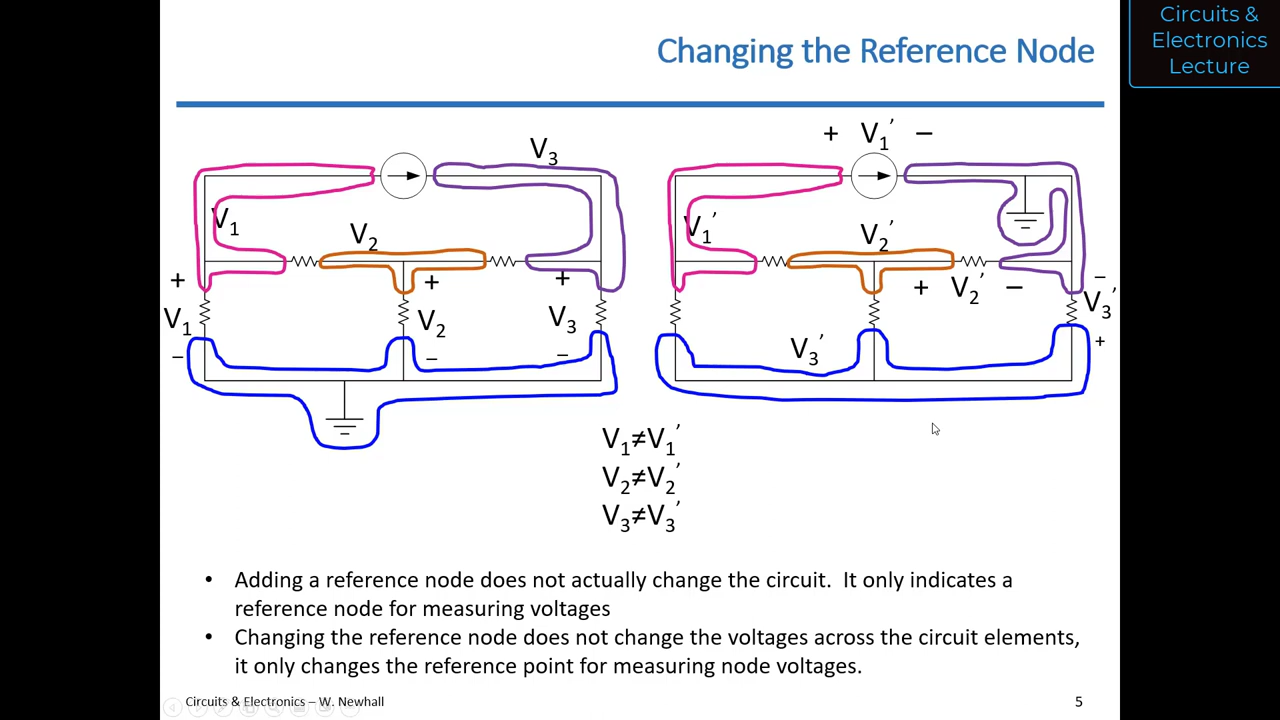 Circuits &
Electronics
Lecture
Changing the Reference Node
V3
+ V1′ −
V1
V2
V1′
V2′
+
+
+
+ V2′ −
−
V1
V2
V3
V3′
V3′
−
−
−
+
V1≠V1′
V2≠V2′
V3≠V3′
• Adding a reference node does not actually change the circuit. It only indicates a
reference node for measuring voltages
• Changing the reference node does not change the voltages across the circuit elements,
it only changes the reference point for measuring node voltages.
Circuits & Electronics – W. Newhall
5